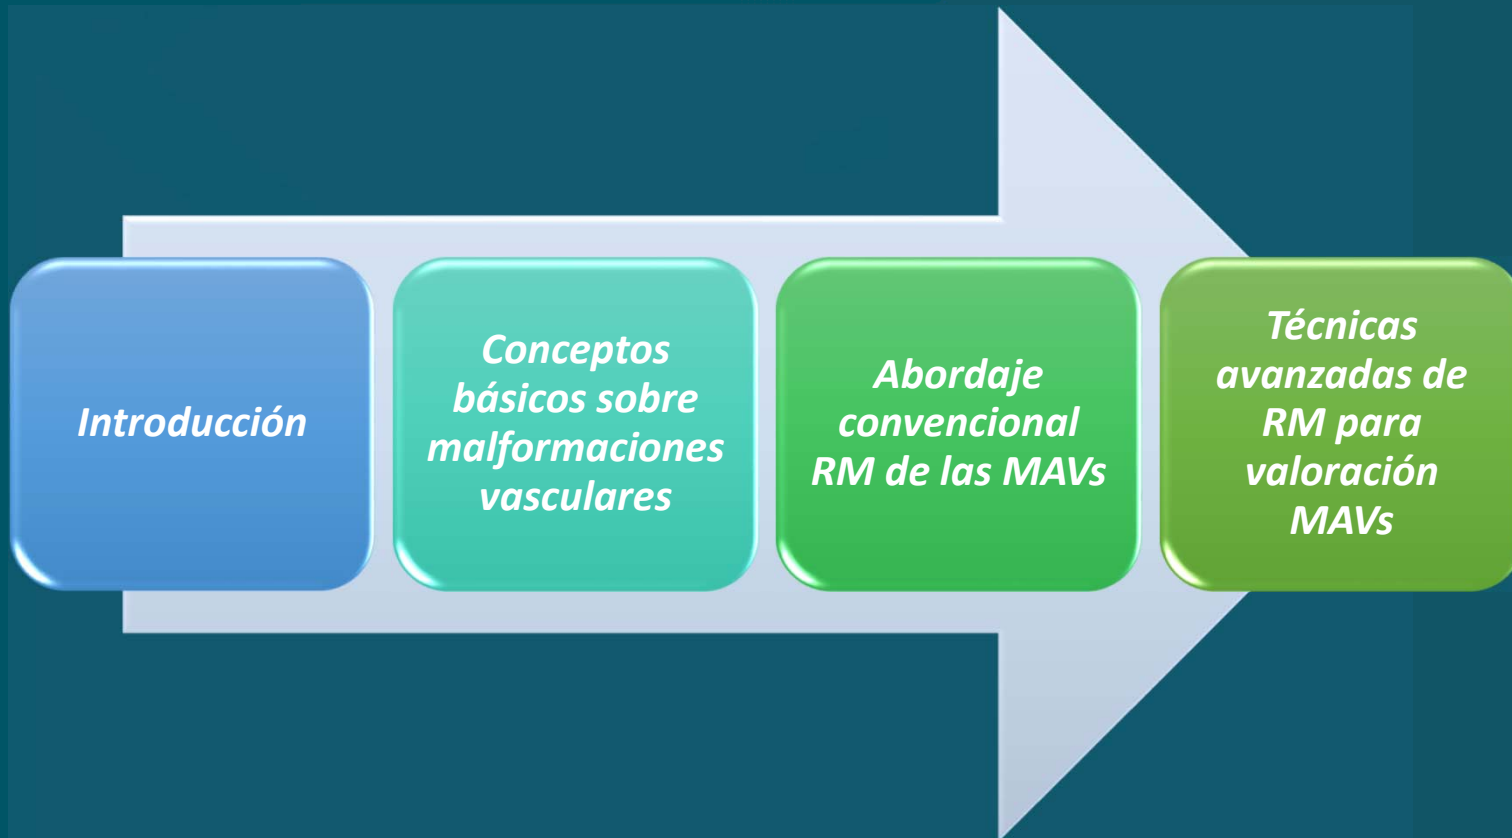 Introducción
Conceptos
básicos sobre
malformaciones
vasculares
Abordaje
convencional
RM de las MAVs
Técnicas
avanzadas de
RM para
valoración
MAVs